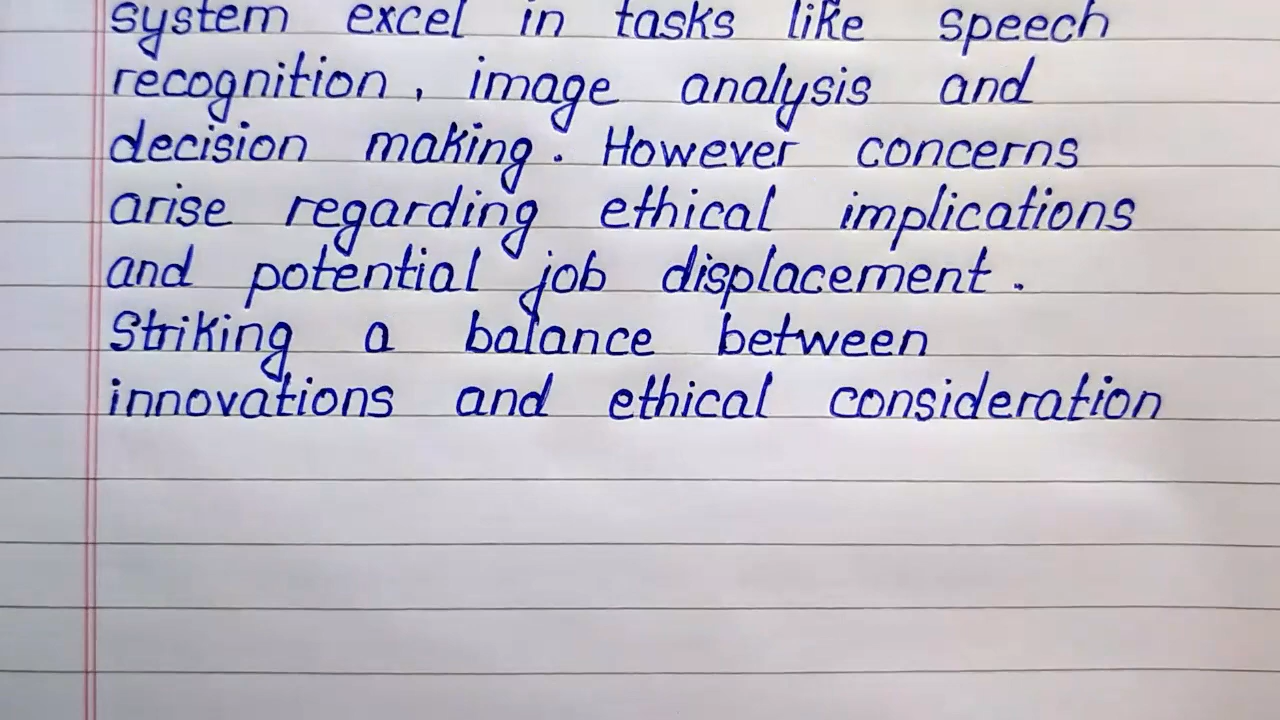 system excel in tasks like speech
recognition, image analysis and
decision making. However concerns
arise regarding ethical implications
and potential job displacement.
Striking a balance between
innovations and ethical consideration